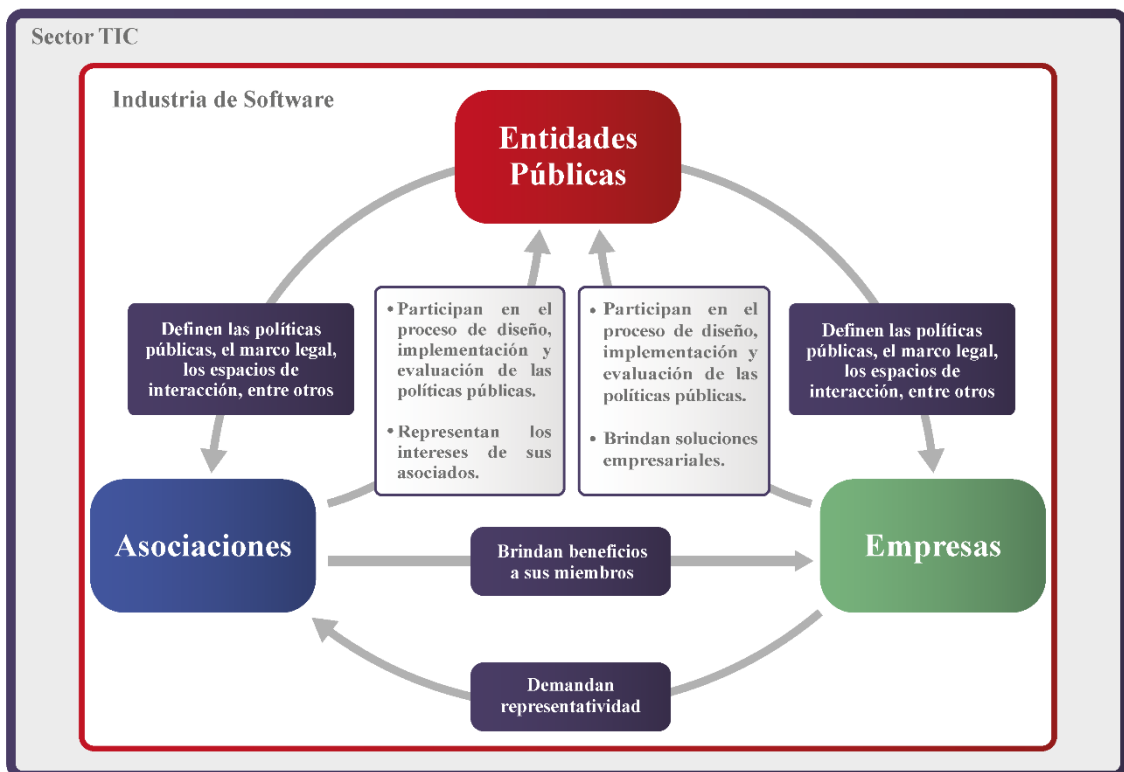 Sector TIC
Industria de Software
Entidades
Públicas
Definen las políticas
públicas, el marco legal,
los espacios de
interacción, entre otros
• Participan en el
proceso de diseño,
implementación y
evaluación de las
políticas públicas.
• Representan los
intereses de sus
asociados.
• Participan en el
proceso de diseño,
implementación y
evaluación de las
políticas públicas.
• Brindan soluciones
empresariales.
Definen las políticas
públicas, el marco legal,
los espacios de
interacción, entre otros
Asociaciones
Brindan beneficios
a sus miembros
Empresas
Demandan
representatividad